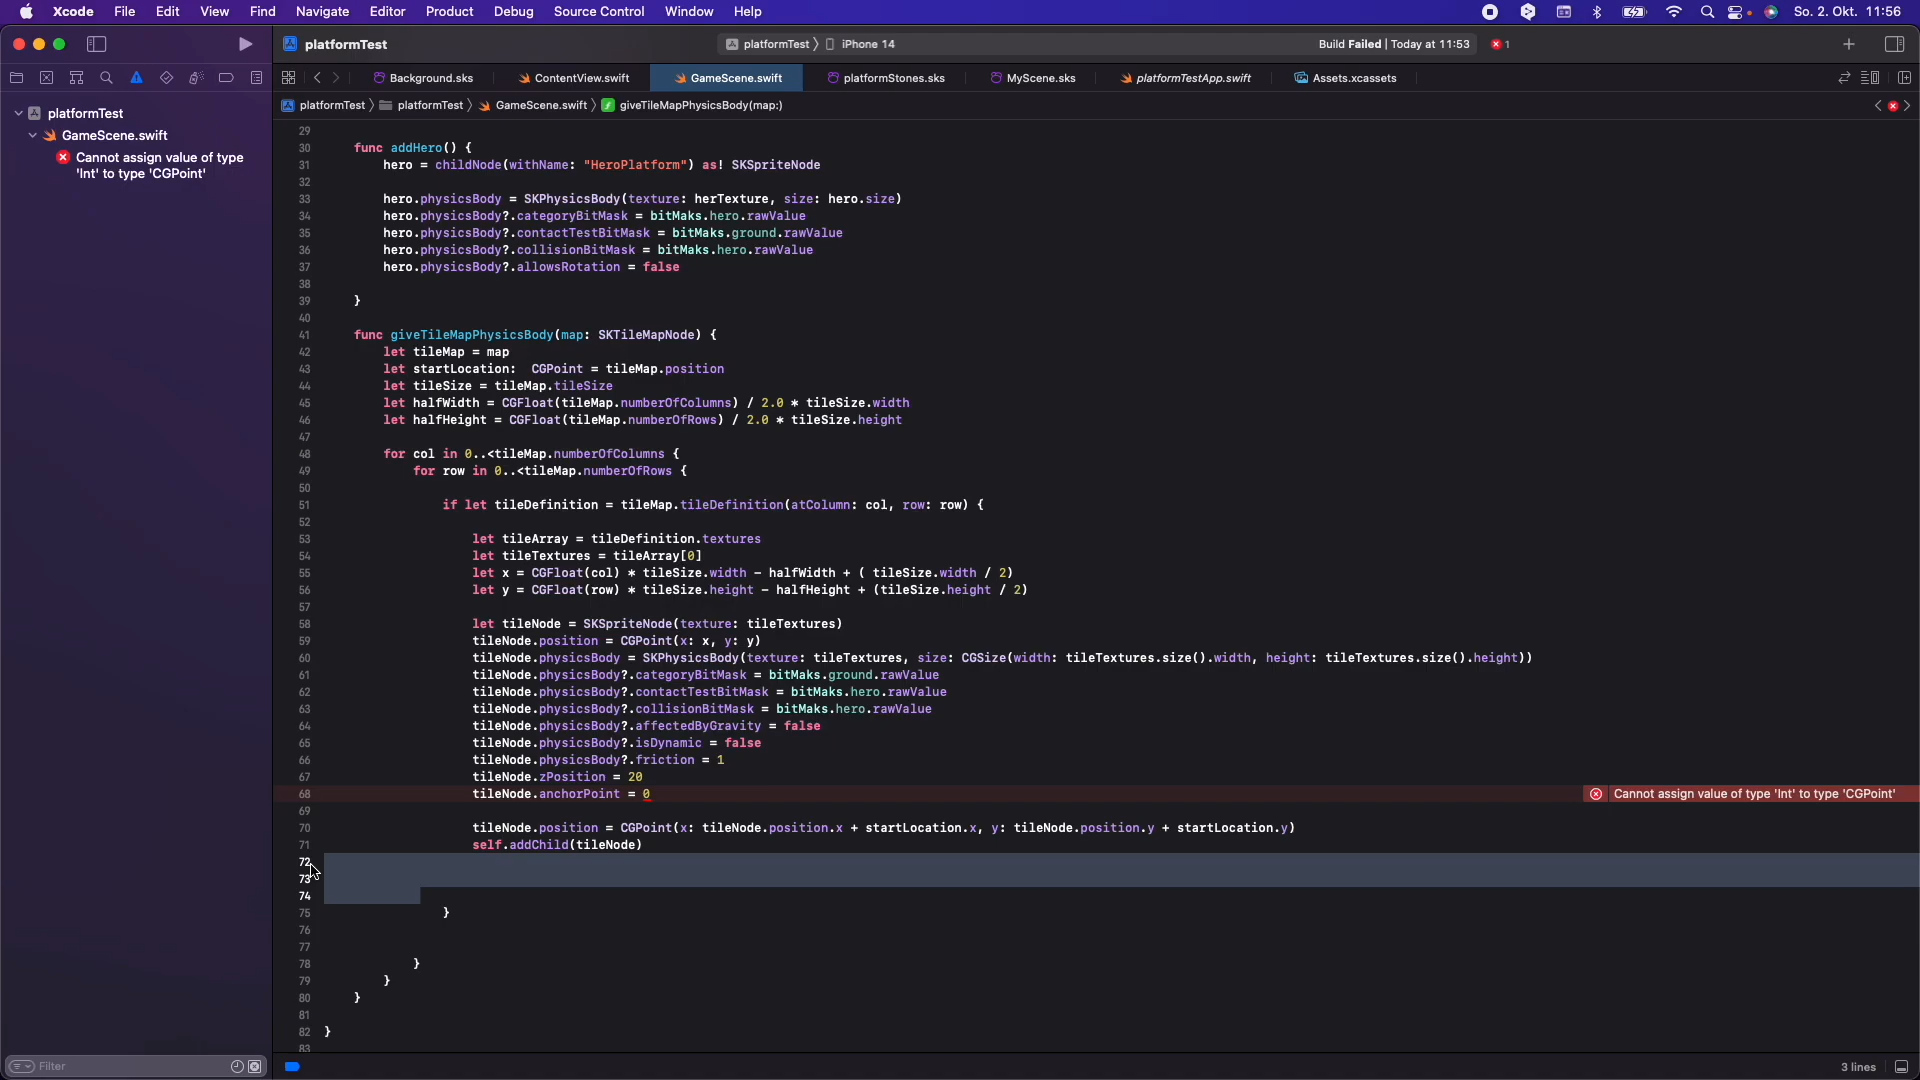 Xcode File Edit View Find Navigate Editor Product Debug Source Control Window Help So. 2. Okt. 11:56
platformTest platformTest iPhone 14 Build Failed | Today at 11:53 1
Background.sks ContentView.swift GameScene.swift platformStones.sks MyScene.sks platformTestApp.swift Assets.xcassets
platformTest platformTest GameScene.swift giveTileMapPhysicsBody(map:)
platformTest
GameScene.swift
Cannot assign value of type
'Int' to type 'CGPoint'
29
30 func addHero() {
31 hero = childNode(withName: "HeroPlatform") as! SKSpriteNode
32
33 hero.physicsBody = SKPhysicsBody(texture: herTexture, size: hero.size)
34 hero.physicsBody?.categoryBitMask = bitMaks.hero.rawValue
35 hero.physicsBody?.contactTestBitMask = bitMaks.ground.rawValue
36 hero.physicsBody?.collisionBitMask = bitMaks.hero.rawValue
37 hero.physicsBody?.allowsRotation = false
38
39 }
40
41 func giveTileMapPhysicsBody(map: SKTileMapNode) {
42 let tileMap = map
43 let startLocation: CGPoint = tileMap.position
44 let tileSize = tileMap.tileSize
45 let halfWidth = CGFloat(tileMap.numberOfColumns) / 2.0 * tileSize.width
46 let halfHeight = CGFloat(tileMap.numberOfRows) / 2.0 * tileSize.height
47
48 for col in 0..<tileMap.numberOfColumns {
49 for row in 0..<tileMap.numberOfRows {
50
51 if let tileDefinition = tileMap.tileDefinition(atColumn: col, row: row) {
52
53 let tileArray = tileDefinition.textures
54 let tileTextures = tileArray[0]
55 let x = CGFloat(col) * tileSize.width - halfWidth + ( tileSize.width / 2)
56 let y = CGFloat(row) * tileSize.height - halfHeight + (tileSize.height / 2)
57
58 let tileNode = SKSpriteNode(texture: tileTextures)
59 tileNode.position = CGPoint(x: x, y: y)
60 tileNode.physicsBody = SKPhysicsBody(texture: tileTextures, size: CGSize(width: tileTextures.size().width, height: tileTextures.size().height))
61 tileNode.physicsBody?.categoryBitMask = bitMaks.ground.rawValue
62 tileNode.physicsBody?.contactTestBitMask = bitMaks.hero.rawValue
63 tileNode.physicsBody?.collisionBitMask = bitMaks.hero.rawValue
64 tileNode.physicsBody?.affectedByGravity = false
65 tileNode.physicsBody?.isDynamic = false
66 tileNode.physicsBody?.friction = 1
67 tileNode.zPosition = 20
68 tileNode.anchorPoint = 0 Cannot assign value of type 'Int' to type 'CGPoint'
69
70 tileNode.position = CGPoint(x: tileNode.position.x + startLocation.x, y: tileNode.position.y + startLocation.y)
71 self.addChild(tileNode)
72
73
74
75 }
76
77
78 }
79 }
80 }
81
82 }
83
Filter 3 lines